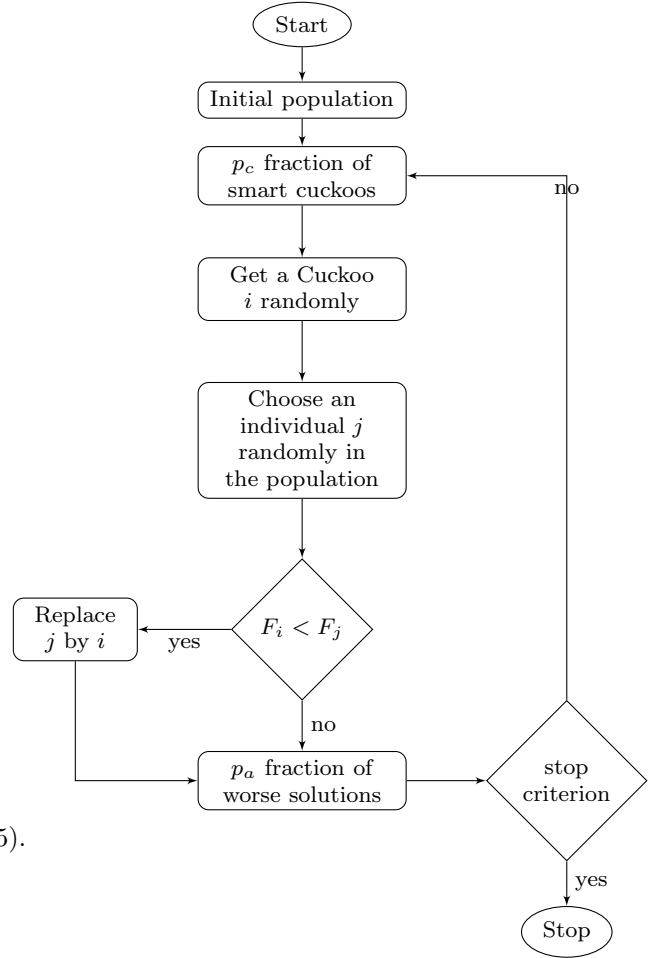 Start
Initial population
p_c fraction of
smart cuckoos
no
Get a Cuckoo
i randomly
Choose an
individual j
randomly in
the population
F_i < F_j
Replace
j by i
yes
no
p_a fraction of
worse solutions
stop
criterion
5).
yes
Stop